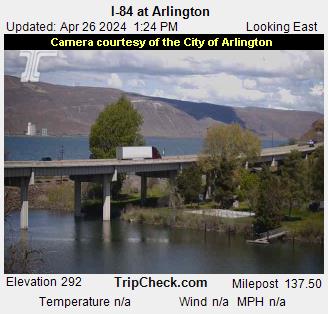 I-84 at Arlington
Updated: Apr 26 2024 1:24 PM Looking East
Camera courtesy of the City of Arlington
Elevation 292 TripCheck.com Milepost 137.50
Temperature n/a Wind n/a MPH n/a